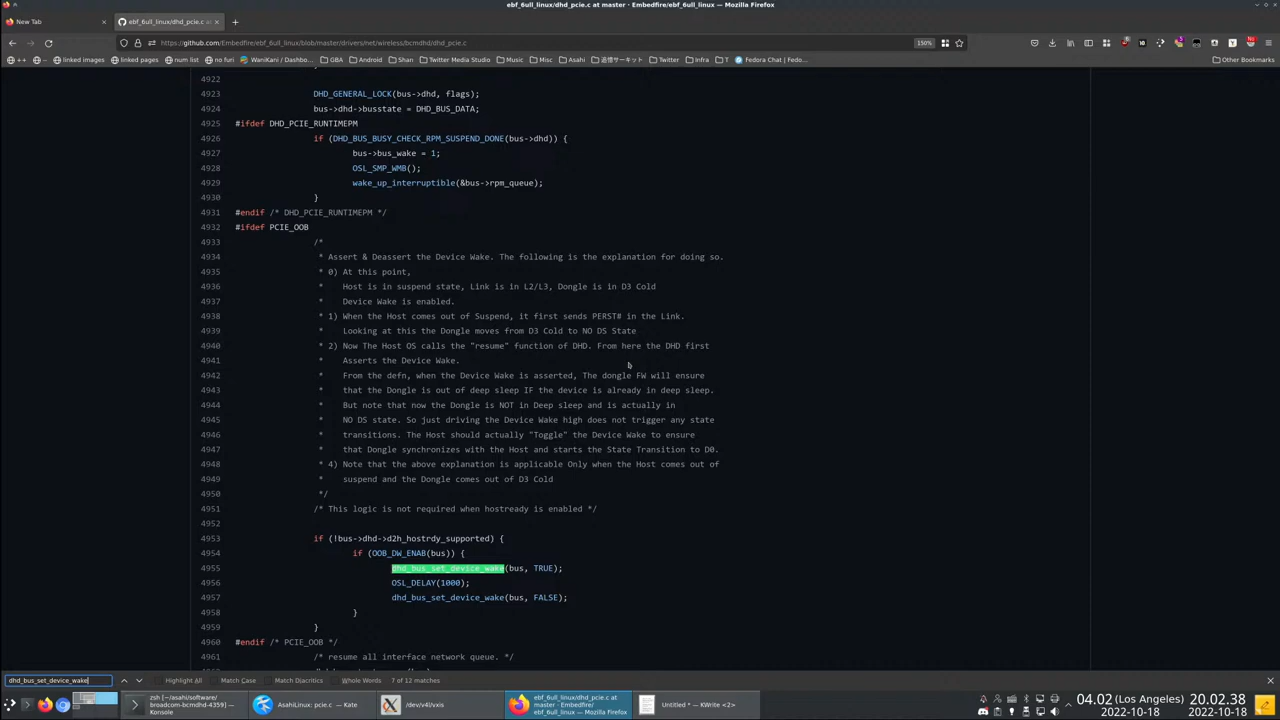 ebf_6ull_linux/dhd_pcie.c at master · Embedfire/ebf_6ull_linux — Mozilla Firefox
New Tab
ebf_6ull_linux/dhd_pcie.c at
https://github.com/Embedfire/ebf_6ull_linux/blob/master/drivers/net/wireless/bcmdhd/dhd_pcie.c
150%
++ -- linked images linked pages num list no furi WaniKani / Dashbo… GBA Android Shan Twitter Media Studio Music Misc Asahi 追憶サーキット Twitter Infra T Fedora Chat | Fedo… Other Bookmarks
4922
4923 DHD_GENERAL_LOCK(bus->dhd, flags);
4924 bus->dhd->busstate = DHD_BUS_DATA;
4925 #ifdef DHD_PCIE_RUNTIMEPM
4926 if (DHD_BUS_BUSY_CHECK_RPM_SUSPEND_DONE(bus->dhd)) {
4927 bus->bus_wake = 1;
4928 OSL_SMP_WMB();
4929 wake_up_interruptible(&bus->rpm_queue);
4930 }
4931 #endif /* DHD_PCIE_RUNTIMEPM */
4932 #ifdef PCIE_OOB
4933 /*
4934 * Assert & Deassert the Device Wake. The following is the explanation for doing so.
4935 * 0) At this point,
4936 * Host is in suspend state, Link is in L2/L3, Dongle is in D3 Cold
4937 * Device Wake is enabled.
4938 * 1) When the Host comes out of Suspend, it first sends PERST# in the Link.
4939 * Looking at this the Dongle moves from D3 Cold to NO DS State
4940 * 2) Now The Host OS calls the "resume" function of DHD. From here the DHD first
4941 * Asserts the Device Wake.
4942 * From the defn, when the Device Wake is asserted, The dongle FW will ensure
4943 * that the Dongle is out of deep sleep IF the device is already in deep sleep.
4944 * But note that now the Dongle is NOT in Deep sleep and is actually in
4945 * NO DS state. So just driving the Device Wake high does not trigger any state
4946 * transitions. The Host should actually "Toggle" the Device Wake to ensure
4947 * that Dongle synchronizes with the Host and starts the State Transition to D0.
4948 * 4) Note that the above explanation is applicable Only when the Host comes out of
4949 * suspend and the Dongle comes out of D3 Cold
4950 */
4951 /* This logic is not required when hostready is enabled */
4952
4953 if (!bus->dhd->d2h_hostrdy_supported) {
4954 if (OOB_DW_ENAB(bus)) {
4955 dhd_bus_set_device_wake(bus, TRUE);
4956 OSL_DELAY(1000);
4957 dhd_bus_set_device_wake(bus, FALSE);
4958 }
4959 }
4960 #endif /* PCIE_OOB */
4961 /* resume all interface network queue. */
dhd_bus_set_device_wake Highlight All Match Case Match Diacritics Whole Words 7 of 12 matches
zsh | /asahi/software/
broadcom-bcmdhd-4359] —
Konsole
AsahiLinux: pcie.c — Kate
/dev/v4l/vxis
ebf_6ull_linux/dhd_pcie.c at
master · Embedfire/
ebf_6ull_linux — Mozilla Firefox
Untitled * — KWrite <2>
04.02 (Los Angeles)
2022-10-18
20.02.3
2022-10-18